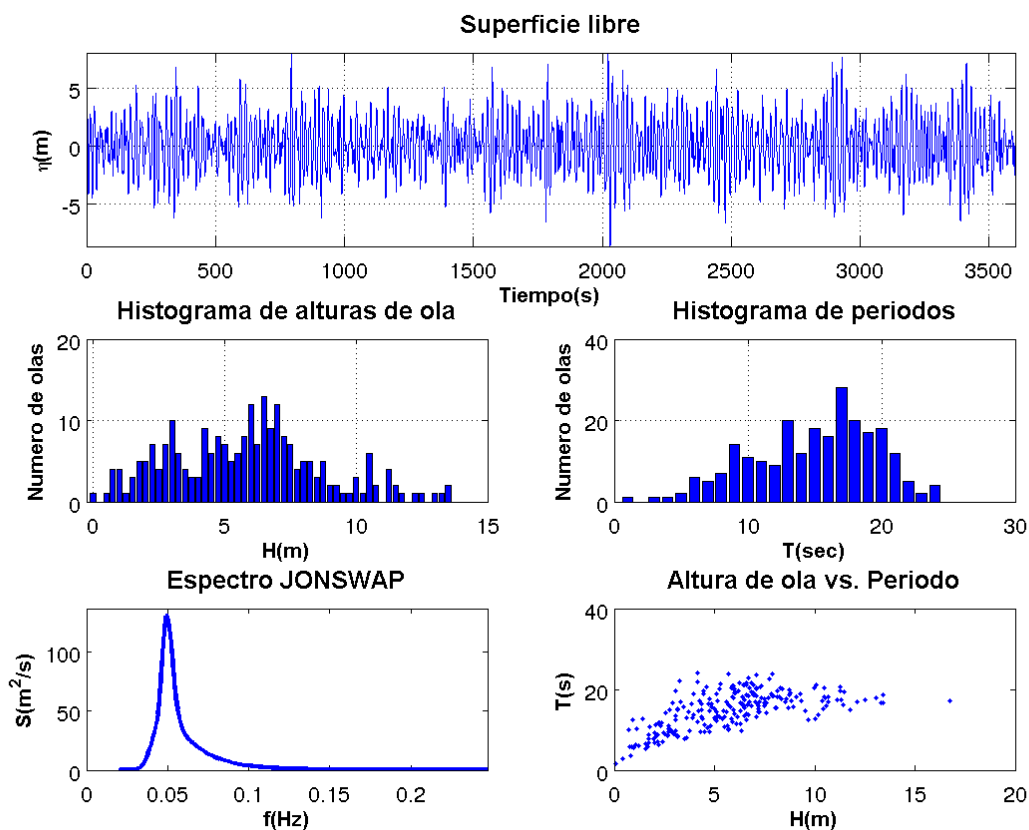 Superficie libre
η(m)
5
0
-5
0 500 1000 1500 2000 2500 3000 3500
Tiempo(s)
Histograma de alturas de ola
Numero de olas
20
10
0
0 5 10 15
H(m)
Histograma de periodos
Numero de olas
40
20
0
0 10 20 30
T(sec)
Espectro JONSWAP
S(m²/s)
100
50
0
0 0.05 0.1 0.15 0.2
f(Hz)
Altura de ola vs. Periodo
T(s)
40
20
0
0 5 10 15 20
H(m)